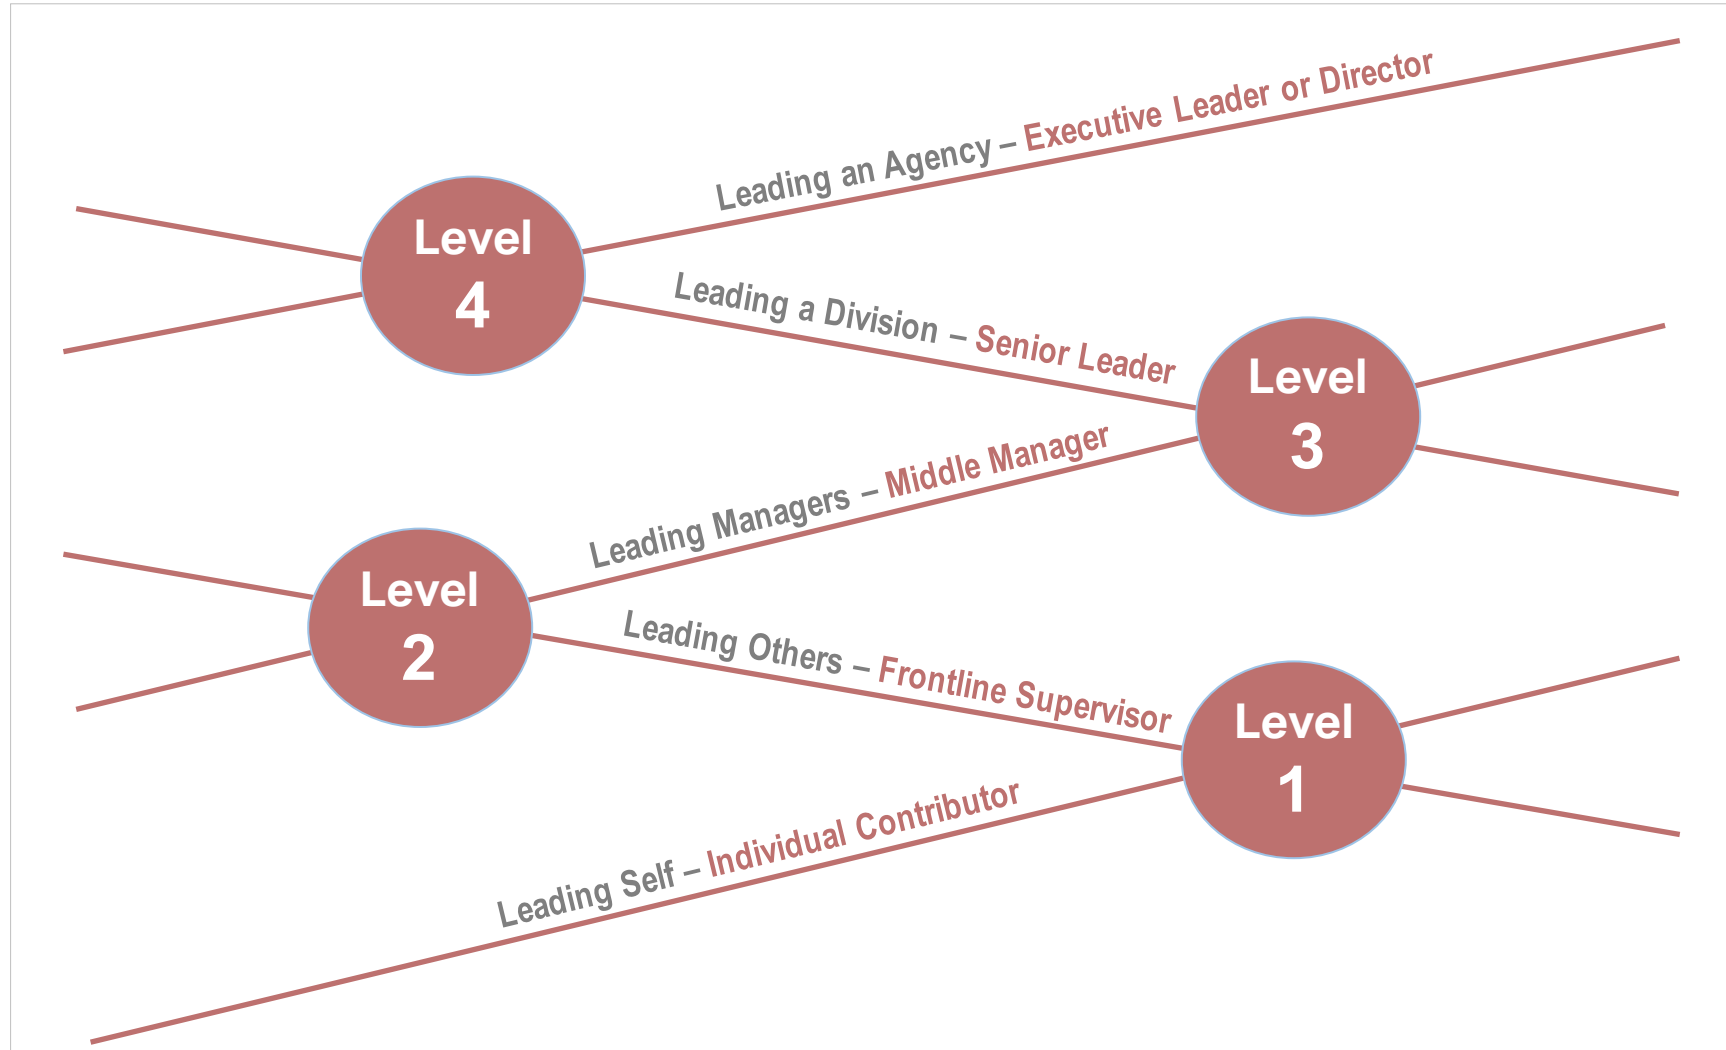 Leading an Agency – Executive Leader or Director
Level
4
Leading a Division – Senior Leader
Level
3
Leading Managers – Middle Manager
Level
2
Leading Others – Frontline Supervisor
Level
1
Leading Self – Individual Contributor